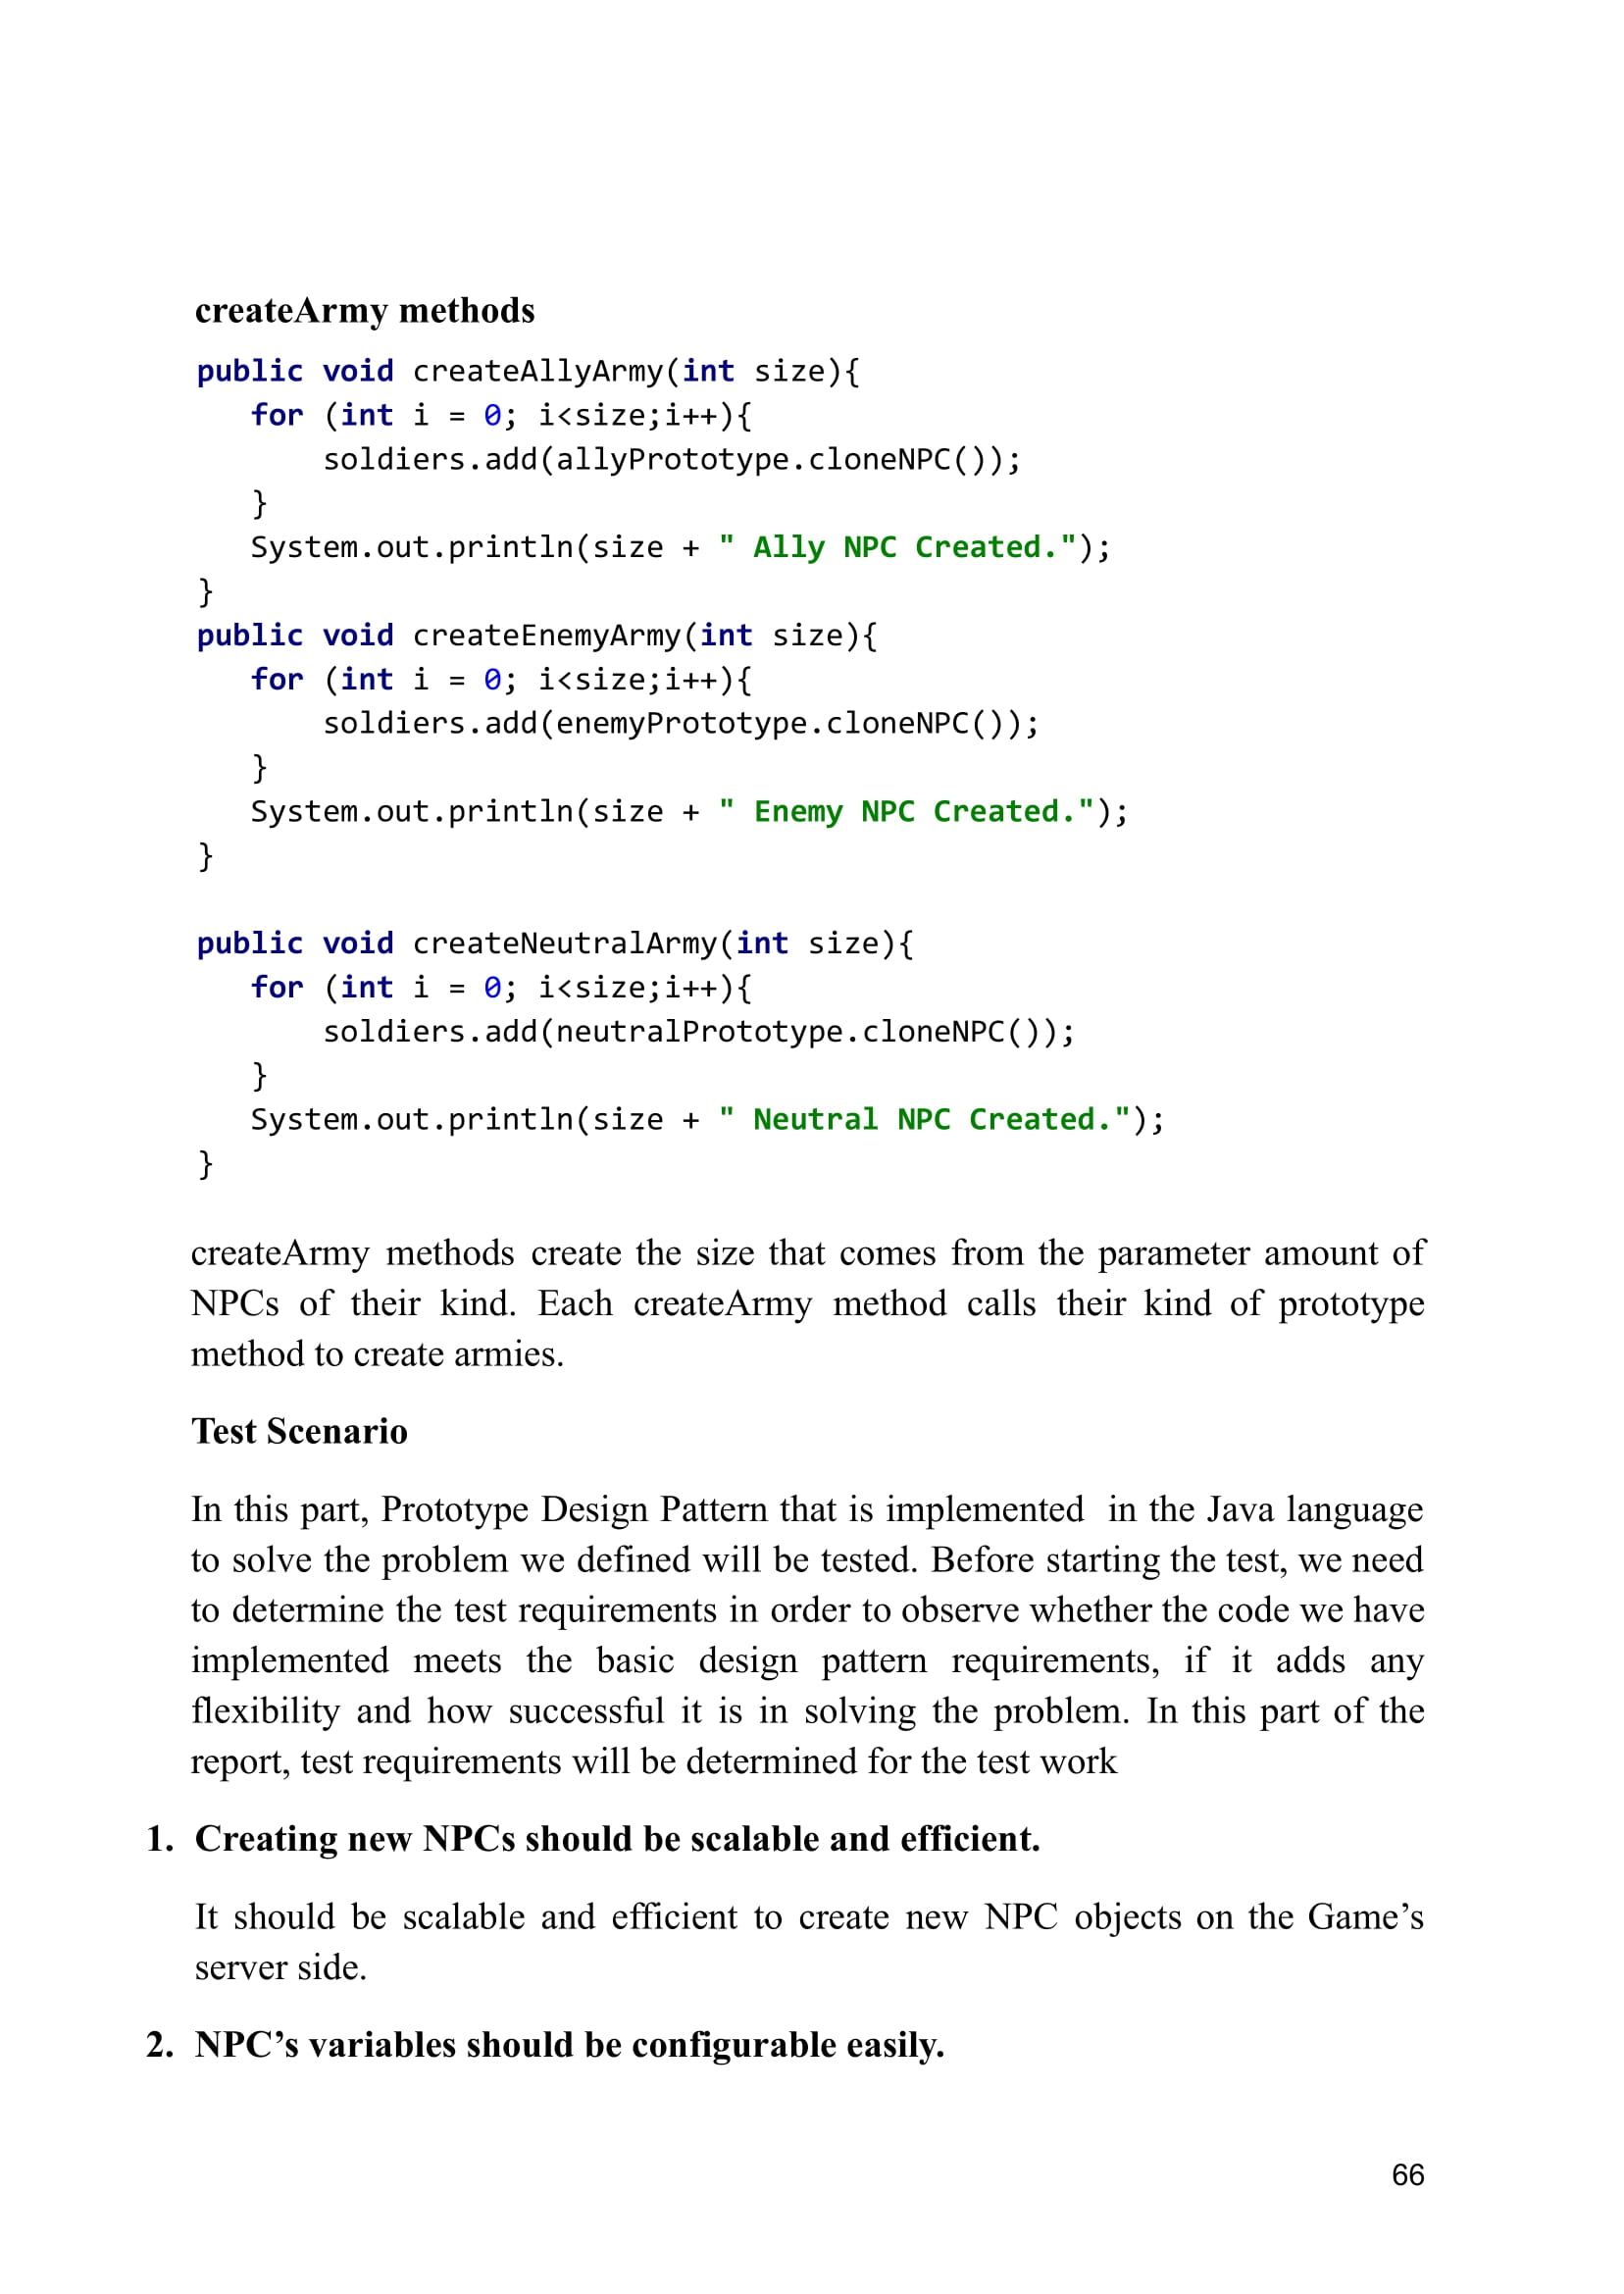 createArmy methods
public void createAllyArmy(int size){
   for (int i = 0; i<size;i++){
       soldiers.add(allyPrototype.cloneNPC());
   }
   System.out.println(size + " Ally NPC Created.");
}
public void createEnemyArmy(int size){
   for (int i = 0; i<size;i++){
       soldiers.add(enemyPrototype.cloneNPC());
   }
   System.out.println(size + " Enemy NPC Created.");
}
public void createNeutralArmy(int size){
   for (int i = 0; i<size;i++){
       soldiers.add(neutralPrototype.cloneNPC());
   }
   System.out.println(size + " Neutral NPC Created.");
}
createArmy methods create the size that comes from the parameter amount of
NPCs of their kind. Each createArmy method calls their kind of prototype
method to create armies.
Test Scenario
In this part, Prototype Design Pattern that is implemented  in the Java language
to solve the problem we defined will be tested. Before starting the test, we need
to determine the test requirements in order to observe whether the code we have
implemented meets the basic design pattern requirements, if it adds any
flexibility and how successful it is in solving the problem. In this part of the
report, test requirements will be determined for the test work
1. Creating new NPCs should be scalable and efficient.
It should be scalable and efficient to create new NPC objects on the Game’s
server side.
2. NPC’s variables should be configurable easily.
66